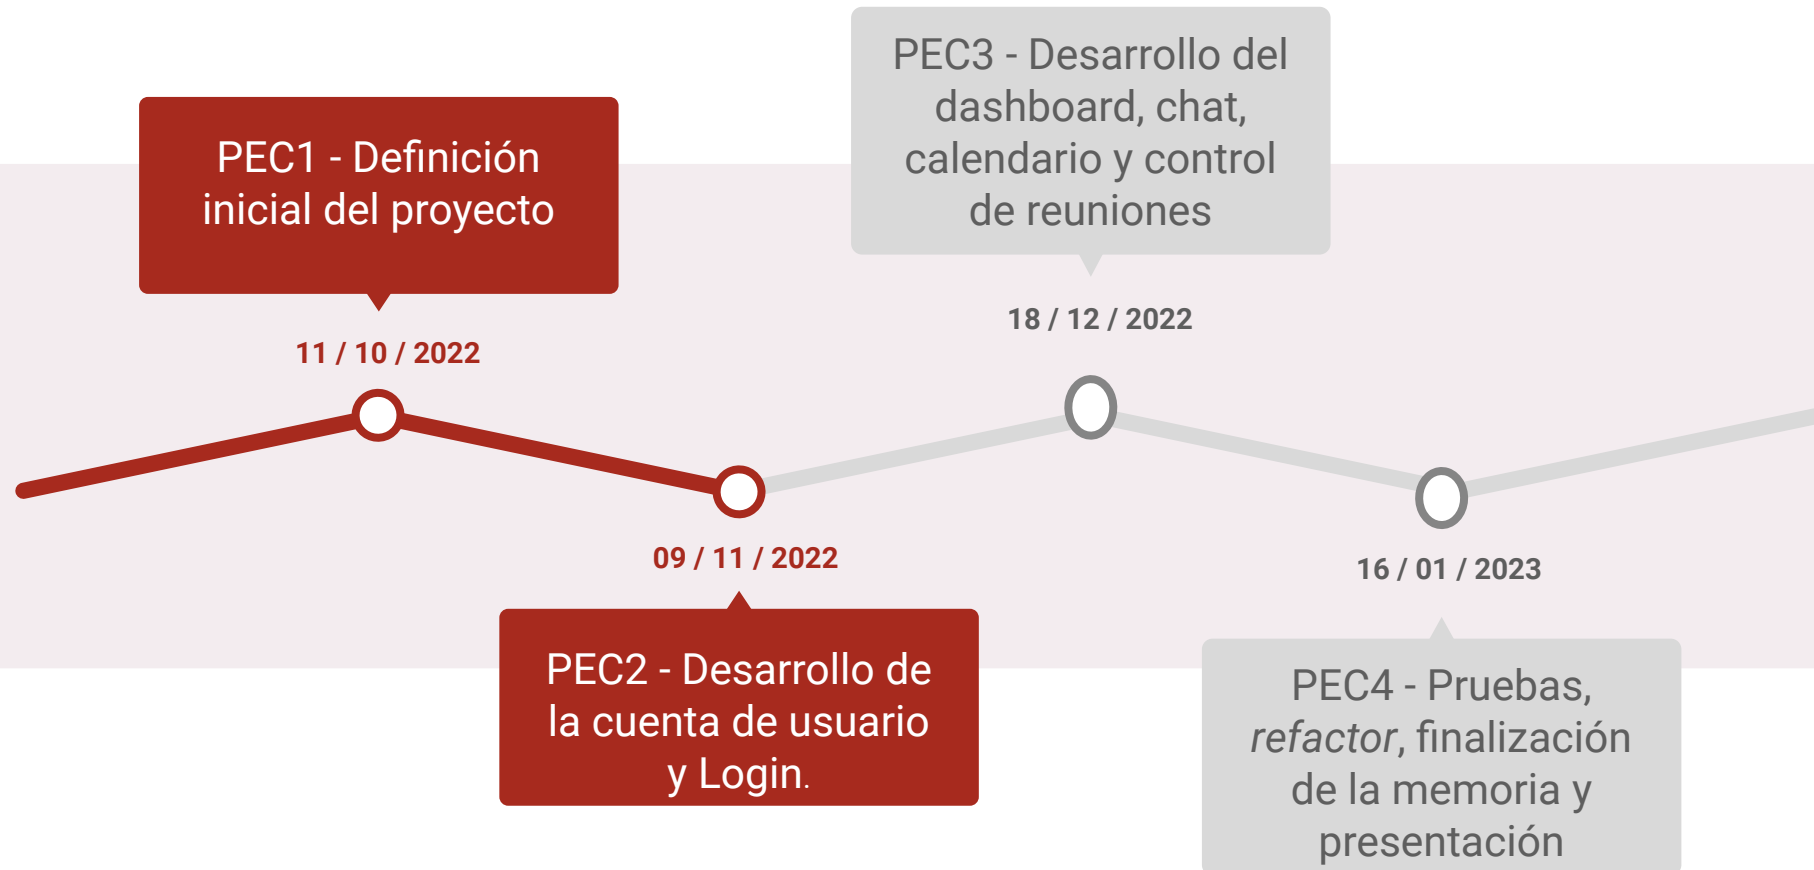 PEC1 - Definición
inicial del proyecto
11 / 10 / 2022
09 / 11 / 2022
PEC2 - Desarrollo de
la cuenta de usuario
y Login.
PEC3 - Desarrollo del
dashboard, chat,
calendario y control
de reuniones
18 / 12 / 2022
16 / 01 / 2023
PEC4 - Pruebas,
refactor, finalización
de la memoria y
presentación